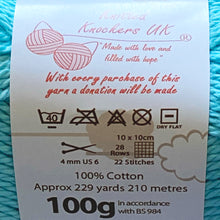 Knockers UK
®
"Made with love and
filled with hope"
With every purchase of this
yarn a donation will be made
40
DRY FLAT
10 x 10cm
28
Rows
4 mm US 6
22 Stitches
100% Cotton
Approx 229 yards 210 metres
100g
In accordance
with BS 984